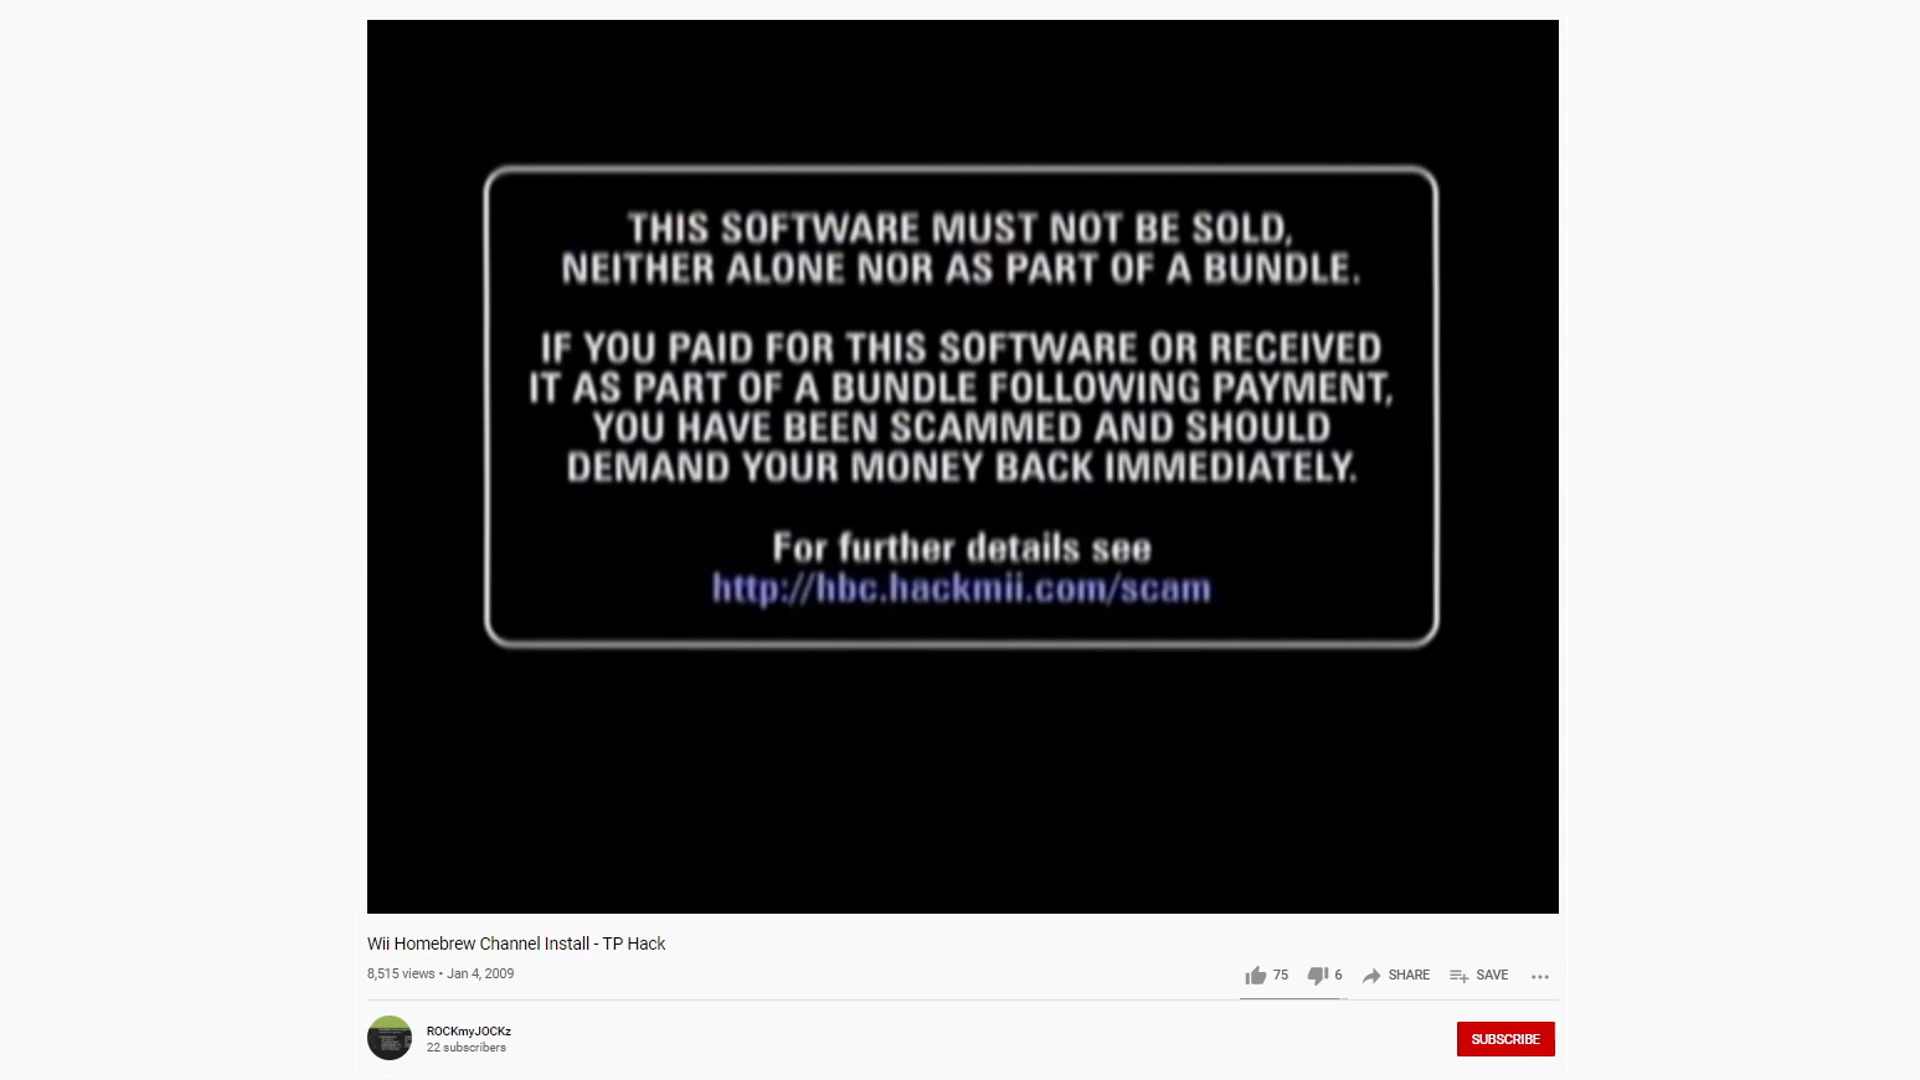 THIS SOFTWARE MUST NOT BE SOLD,
NEITHER ALONE NOR AS PART OF A BUNDLE.
IF YOU PAID FOR THIS SOFTWARE OR RECEIVED
IT AS PART OF A BUNDLE FOLLOWING PAYMENT,
YOU HAVE BEEN SCAMMED AND SHOULD
DEMAND YOUR MONEY BACK IMMEDIATELY.
For further details see
http://hbc.hackmii.com/scam
Wii Homebrew Channel Install - TP Hack
8,515 views • Jan 4, 2009
75 6 SHARE SAVE
ROCKmyJOCKz
22 subscribers
SUBSCRIBE